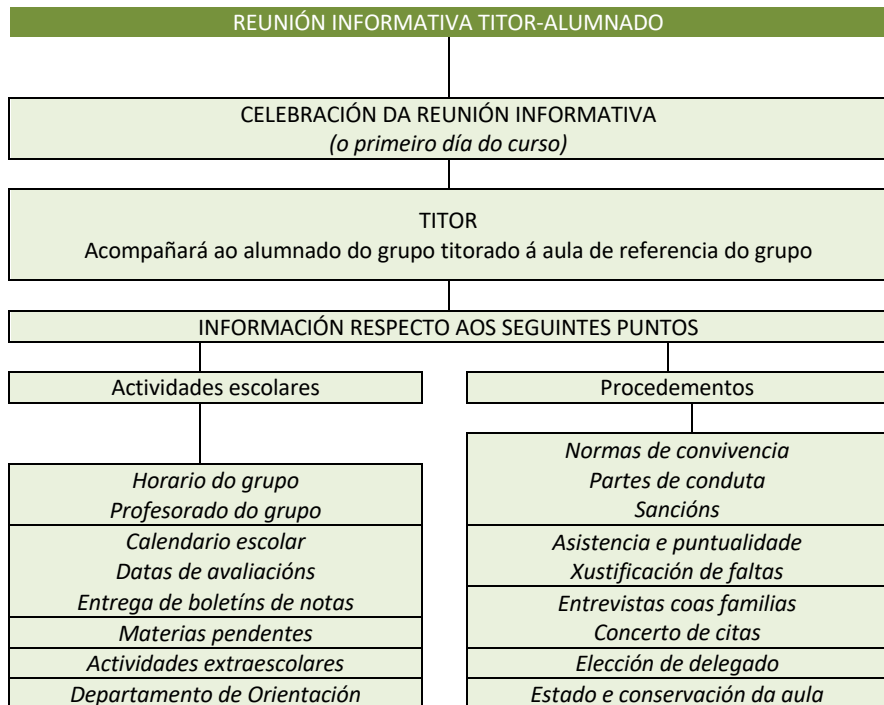 REUNIÓN INFORMATIVA TITOR-ALUMNADO
CELEBRACIÓN DA REUNIÓN INFORMATIVA
(o primeiro día do curso)
TITOR
Acompañará ao alumnado do grupo titorado á aula de referencia do grupo
INFORMACIÓN RESPECTO AOS SEGUINTES PUNTOS
Actividades escolares
Horario do grupo
Profesorado do grupo
Calendario escolar
Datas de avaliacións
Entrega de boletíns de notas
Materias pendentes
Actividades extraescolares
Departamento de Orientación
Procedementos
Normas de convivencia
Partes de conduta
Sancións
Asistencia e puntualidade
Xustificación de faltas
Entrevistas coas familias
Concerto de citas
Elección de delegado
Estado e conservación da aula